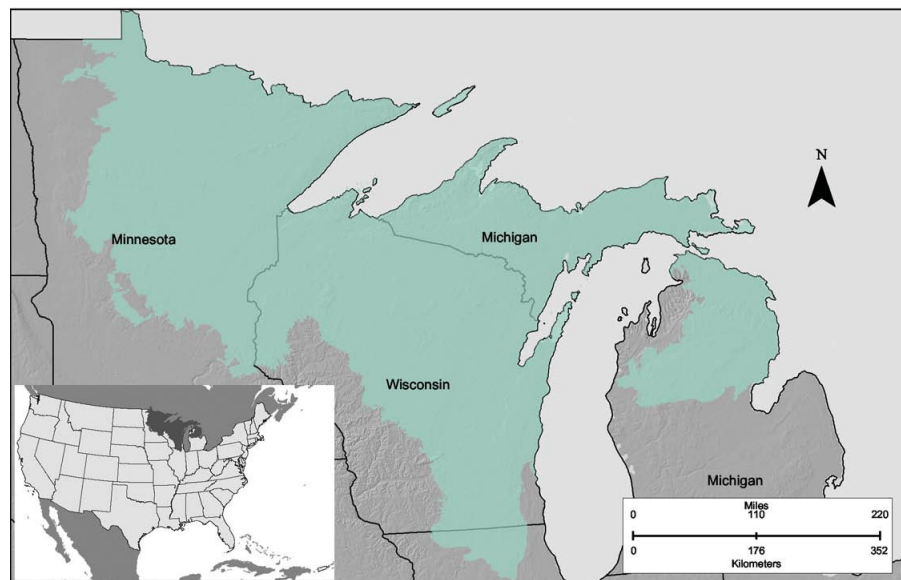 N
Minnesota
Michigan
Wisconsin
Michigan
Miles
0 110 220
0 176 352
Kilometers